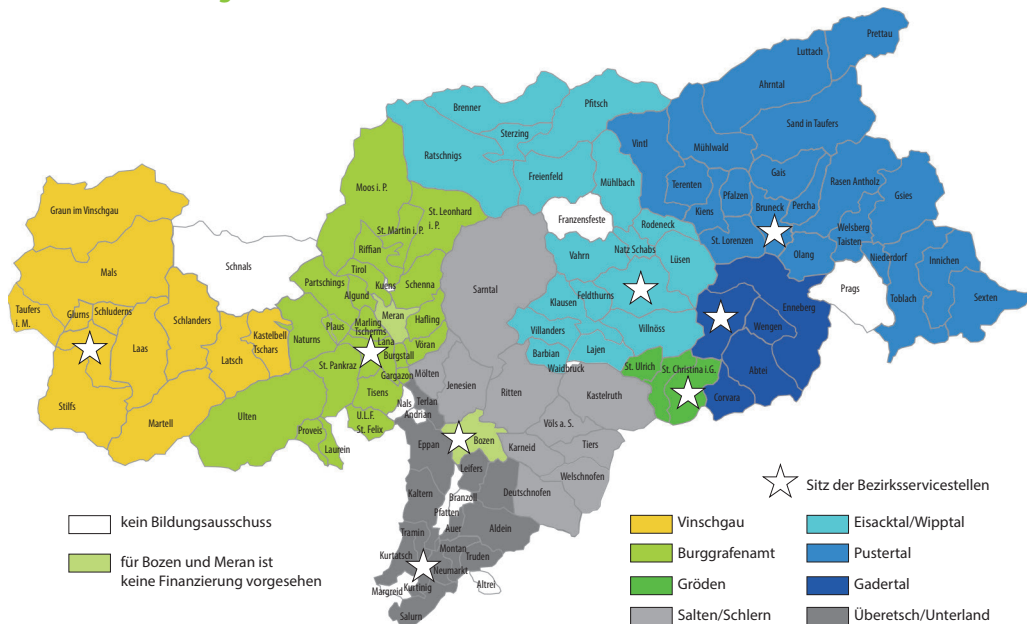 Prettau
Luttach
Ahrntal
Brenner
Pfitsch
Sterzing
Sand in Taufers
Vintl
Mühlwald
Ratschnigs
Freienfeld
Mühlbach
Gais
Rasen Antholz
Gsies
Moos i. P.
Terenten
Pfalzen
Kiens
Bruneck
Percha
Graun im Vinschgau
St. Leonhard
i. P.
St. Martin i. P.
Franzensfeste
Rodeneck
Welsberg
Taisten
Riffian
Natz Schabs
St. Lorenzen
Olang
Niederdorf
Innichen
Mals
Schnals
Tirol
Vahrn
Lüsen
Partschings
Kuens
Schenna
Sarntal
Prags
Toblach
Sexten
Algund
Klausen
Feldthurns
Enneberg
Taufers
i. M.
Glurns
Schluderns
Schlanders
Meran
Hafling
Plaus
Marling
Tscherms
Villanders
Villnöss
Wengen
Kastelbell
Tschars
Naturns
Lana
Vöran
Barbian
Lajen
Laas
Latsch
St. Pankraz
Burgstall
Waidbruck
St. Ulrich
St. Christina i.G.
Abtei
Gargazon
Mölten
Jenesien
Ritten
Kastelruth
Corvara
Stilfs
Martell
Tisens
Nals
Terlan
Andrian
Ulten
U.L.F.
St. Felix
Proveis
Laurein
Völs a. S.
Eppan
Bozen
Karneid
Tiers
Leifers
Welschnofen
Kaltern
Branzoll
Deutschnofen
Pfatten
Tramin
Auer
Aldein
Montan
Kurtatsch
Truden
Neumarkt
Margreid
Kurtinig
Altrei
Salurn
Sitz der Bezirksservicestellen
kein Bildungsausschuss
für Bozen und Meran ist
keine Finanzierung vorgesehen
Vinschgau
Burggrafenamt
Gröden
Salten/Schlern
Eisacktal/Wipptal
Pustertal
Gadertal
Überetsch/Unterland